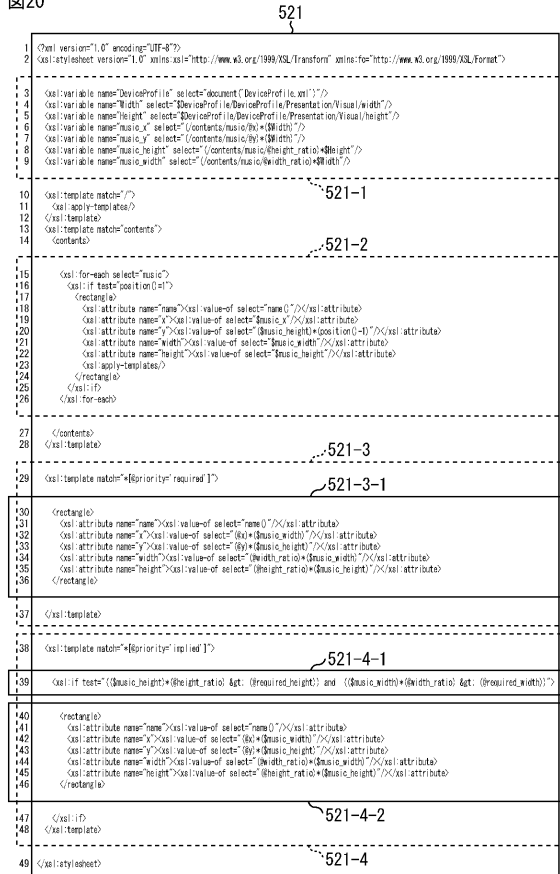 図20
521
1 <?xml version="1.0" encoding="UTF-8"?>
2 <xsl:stylesheet version="1.0" xmlns:xsl="http://www.w3.org/1999/XSL/Transform" xmlns:fo="http://www.w3.org/1999/XSL/Format">
3 <xsl:variable name="DeviceProfile" select="document('DeviceProfile.xml')"/>
4 <xsl:variable name="Width" select="$DeviceProfile/DeviceProfile/Presentation/Visual/width"/>
5 <xsl:variable name="Height" select="$DeviceProfile/DeviceProfile/Presentation/Visual/height"/>
6 <xsl:variable name="music_x" select="(/contents/music/@x)*($Width)"/>
7 <xsl:variable name="music_y" select="(/contents/music/@y)*($Width)"/>
8 <xsl:variable name="music_height" select="(/contents/music/@height_ratio)*$Height"/>
9 <xsl:variable name="music_width" select="(/contents/music/@width_ratio)*$Width"/>
521-1
10 <xsl:template match="/">
11 <xsl:apply-templates/>
12 </xsl:template>
13 <xsl:template match="contents">
14 <contents>
521-2
15 <xsl:for-each select="music">
16 <xsl:if test="position()=1">
17 <rectangle>
18 <xsl:attribute name="name"><xsl:value-of select="name()"/></xsl:attribute>
19 <xsl:attribute name="x"><xsl:value-of select="$music_x"/></xsl:attribute>
20 <xsl:attribute name="y"><xsl:value-of select="($music_height)*(position()-1)"/></xsl:attribute>
21 <xsl:attribute name="width"><xsl:value-of select="$music_width"/></xsl:attribute>
22 <xsl:attribute name="height"><xsl:value-of select="$music_height"/></xsl:attribute>
23 <xsl:apply-templates/>
24 </rectangle>
25 </xsl:if>
26 </xsl:for-each>
27 </contents>
28 </xsl:template>
521-3
29 <xsl:template match="*[@priority='required']">
521-3-1
30 <rectangle>
31 <xsl:attribute name="name"><xsl:value-of select="name()"/></xsl:attribute>
32 <xsl:attribute name="x"><xsl:value-of select="(@x)*($music_width)"/></xsl:attribute>
33 <xsl:attribute name="y"><xsl:value-of select="(@y)*($music_height)"/></xsl:attribute>
34 <xsl:attribute name="width"><xsl:value-of select="(@width_ratio)*($music_width)"/></xsl:attribute>
35 <xsl:attribute name="height"><xsl:value-of select="(@height_ratio)*($music_height)"/></xsl:attribute>
36 </rectangle>
37 </xsl:template>
38 <xsl:template match="*[@priority='implied']">
521-4-1
39 <xsl:if test="(($music_height)*(@height_ratio) &gt; (@required_height)) and (($music_width)*(@width_ratio) &gt; (@required_width))">
40 <rectangle>
41 <xsl:attribute name="name"><xsl:value-of select="name()"/></xsl:attribute>
42 <xsl:attribute name="x"><xsl:value-of select="(@x)*($music_width)"/></xsl:attribute>
43 <xsl:attribute name="y"><xsl:value-of select="(@y)*($music_height)"/></xsl:attribute>
44 <xsl:attribute name="width"><xsl:value-of select="(@width_ratio)*($music_width)"/></xsl:attribute>
45 <xsl:attribute name="height"><xsl:value-of select="(@height_ratio)*($music_height)"/></xsl:attribute>
46 </rectangle>
47 </xsl:if>
521-4-2
48 </xsl:template>
521-4
49 </xsl:stylesheet>